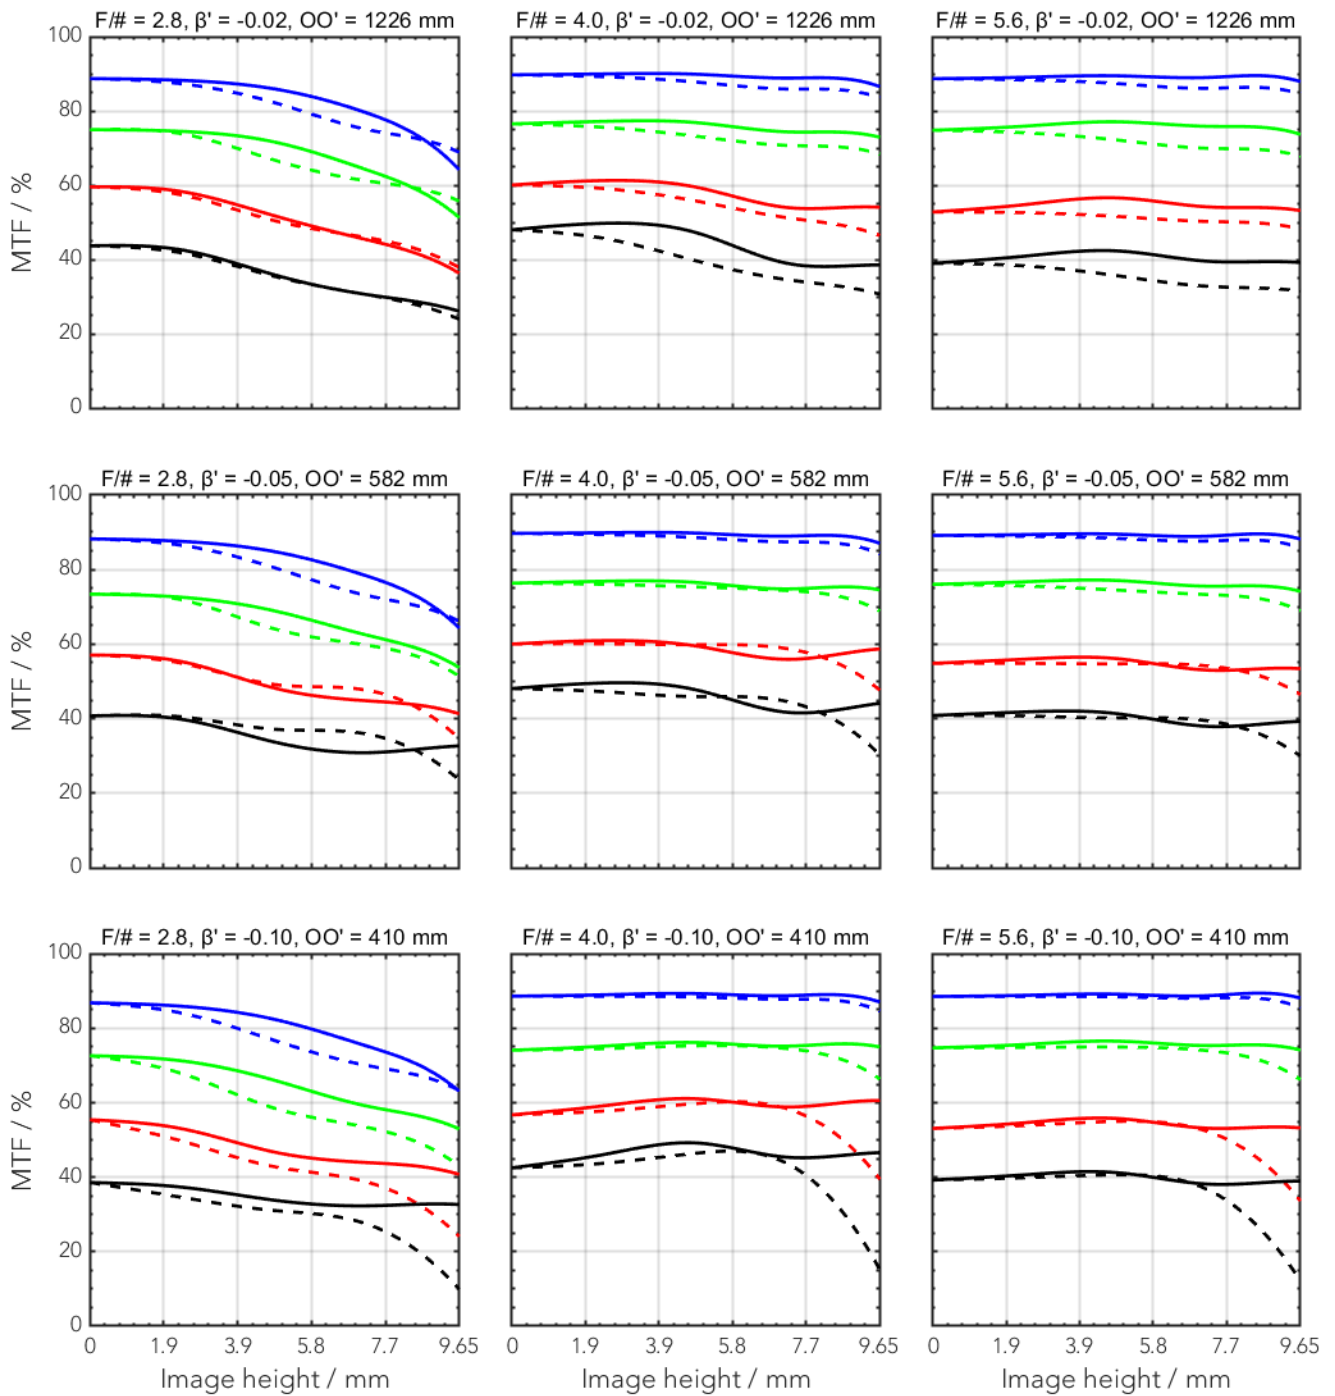 F/# = 2.8, β' = -0.02, OO' = 1226 mm
F/# = 4.0, β' = -0.02, OO' = 1226 mm
F/# = 5.6, β' = -0.02, OO' = 1226 mm
100
80
60
40
20
0
MTF / %
F/# = 2.8, β' = -0.05, OO' = 582 mm
F/# = 4.0, β' = -0.05, OO' = 582 mm
F/# = 5.6, β' = -0.05, OO' = 582 mm
100
80
60
40
20
0
MTF / %
F/# = 2.8, β' = -0.10, OO' = 410 mm
F/# = 4.0, β' = -0.10, OO' = 410 mm
F/# = 5.6, β' = -0.10, OO' = 410 mm
100
80
60
40
20
0
MTF / %
0 1.9 3.9 5.8 7.7 9.65
0 1.9 3.9 5.8 7.7 9.65
0 1.9 3.9 5.8 7.7 9.65
Image height / mm
Image height / mm
Image height / mm